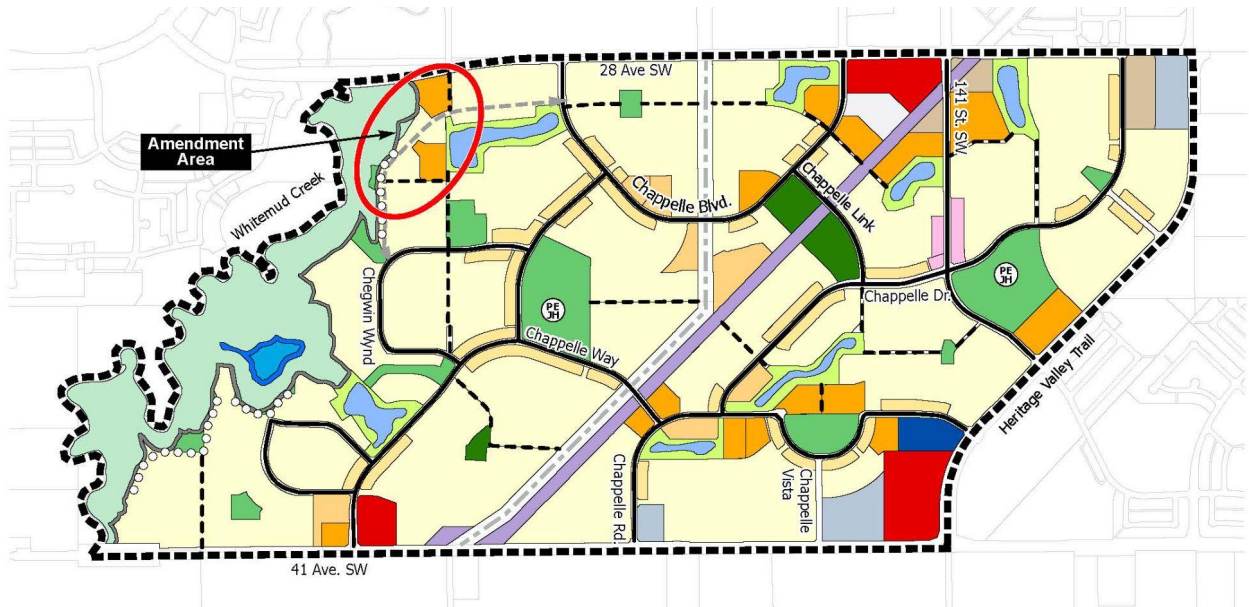 28 Ave SW
141 St. SW
Amendment
Area
Whitemud Creek
Chappelle Blvd.
Chappelle Link
PE
JH
Chegwin Wynd
PE
JH
Chappelle Dr.
Chappelle Way
Heritage Valley Trail
Chappelle Rd.
Chappelle
Vista
41 Ave. SW